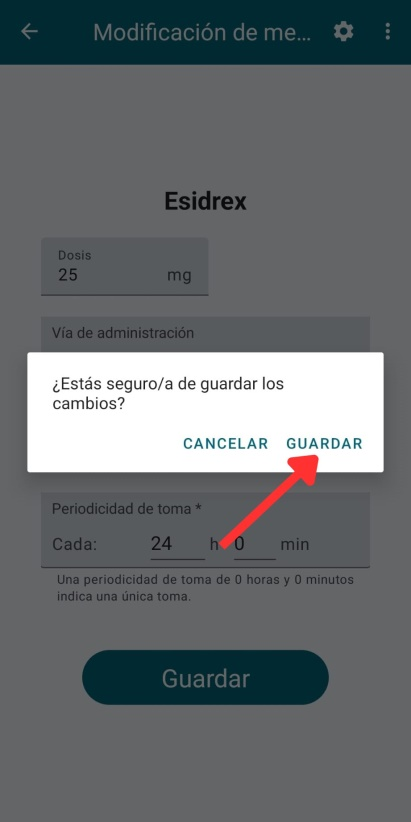 Modificación de me...
Esidrex
Dosis
25 mg
Vía de administración
¿Estás seguro/a de guardar los
cambios?
CANCELAR GUARDAR
Periodicidad de toma *
Cada: 24 h 0 min
Una periodicidad de toma de 0 horas y 0 minutos
indica una única toma.
Guardar